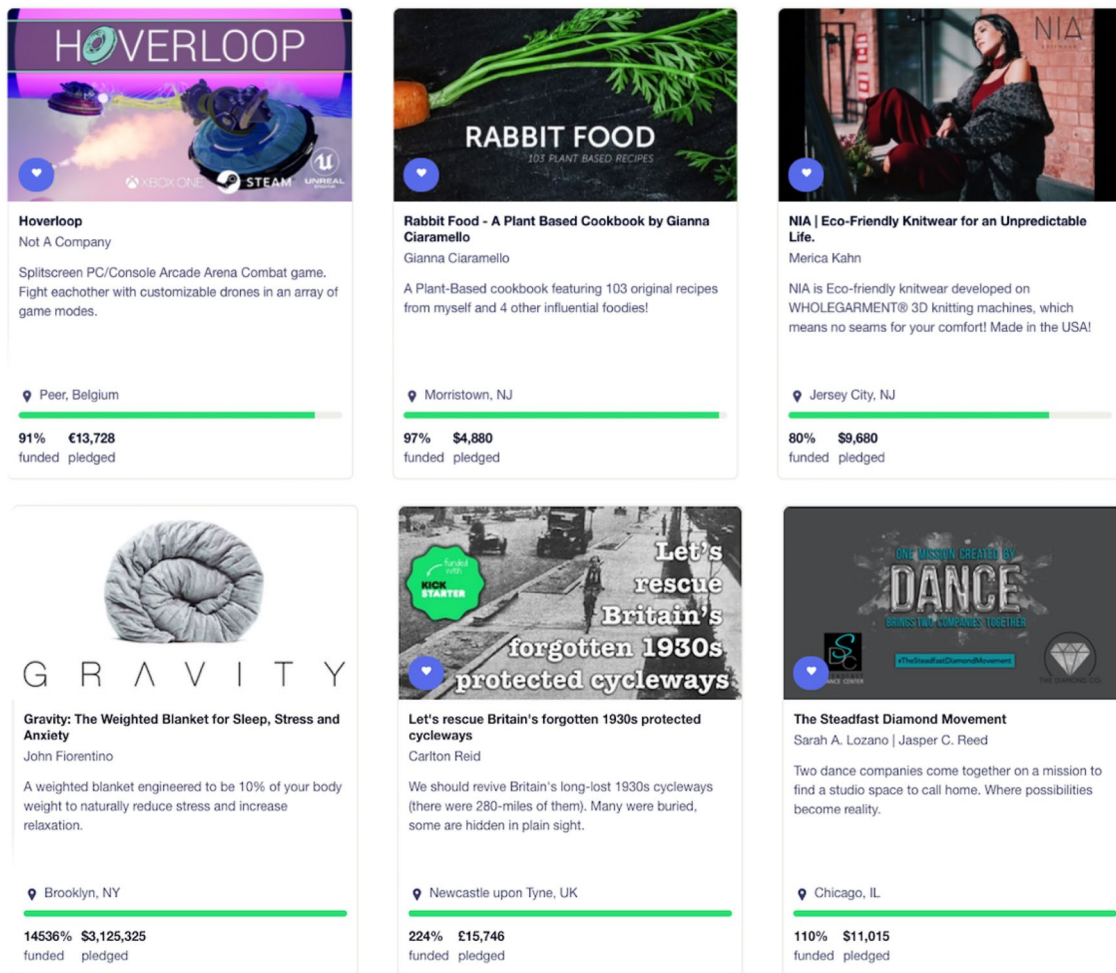 HOVERLOOP
XBOX ONE STEAM UNREAL
ENGINE
Hoverloop
Not A Company
Splitscreen PC/Console Arcade Arena Combat game.
Fight eachother with customizable drones in an array of
game modes.
Peer, Belgium
91% €13,728
funded pledged
RABBIT FOOD
103 PLANT BASED RECIPES
Rabbit Food - A Plant Based Cookbook by Gianna
Ciaramello
Gianna Ciaramello
A Plant-Based cookbook featuring 103 original recipes
from myself and 4 other influential foodies!
Morristown, NJ
97% $4,880
funded pledged
NIA
KNITWEAR
NIA | Eco-Friendly Knitwear for an Unpredictable
Life.
Merica Kahn
NIA is Eco-friendly knitwear developed on
WHOLEGARMENT® 3D knitting machines, which
means no seams for your comfort! Made in the USA!
Jersey City, NJ
80% $9,680
funded pledged
GRAVITY
Gravity: The Weighted Blanket for Sleep, Stress and
Anxiety
John Fiorentino
A weighted blanket engineered to be 10% of your body
weight to naturally reduce stress and increase
relaxation.
Brooklyn, NY
14536% $3,125,325
funded pledged
funded
with
KICK
STARTER
Let's
rescue
Britain's
forgotten 1930s
protected cycleways
Let's rescue Britain's forgotten 1930s protected
cycleways
Carlton Reid
We should revive Britain's long-lost 1930s cycleways
(there were 280-miles of them). Many were buried,
some are hidden in plain sight.
Newcastle upon Tyne, UK
224% £15,746
funded pledged
ONE MISSION CREATED BY
DANCE
BRINGS TWO COMPANIES TOGETHER
#TheSteadfastDiamondMovement
SDC
DANCE CENTER
THE DIAMOND CO.
The Steadfast Diamond Movement
Sarah A. Lozano | Jasper C. Reed
Two dance companies come together on a mission to
find a studio space to call home. Where possibilities
become reality.
Chicago, IL
110% $11,015
funded pledged